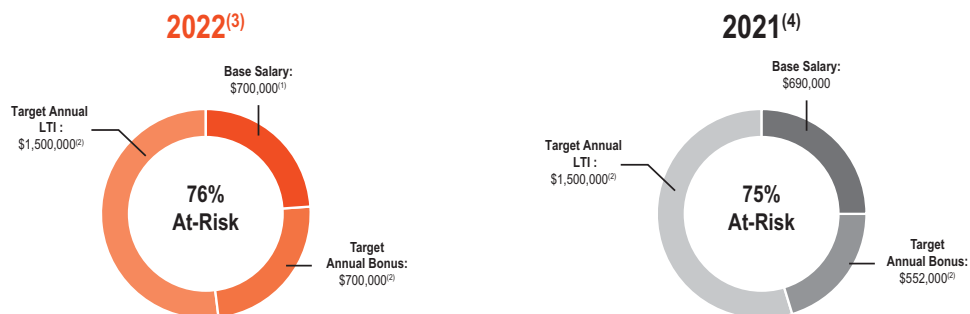 2022(3)
Base Salary:
$700,000(1)
Target Annual
LTI :
$1,500,000(2)
76%
At-Risk
Target
Annual Bonus:
$700,000(2)
2021(4)
Base Salary:
$690,000
Target Annual
LTI :
$1,500,000(2)
75%
At-Risk
Target
Annual Bonus:
$552,000(2)